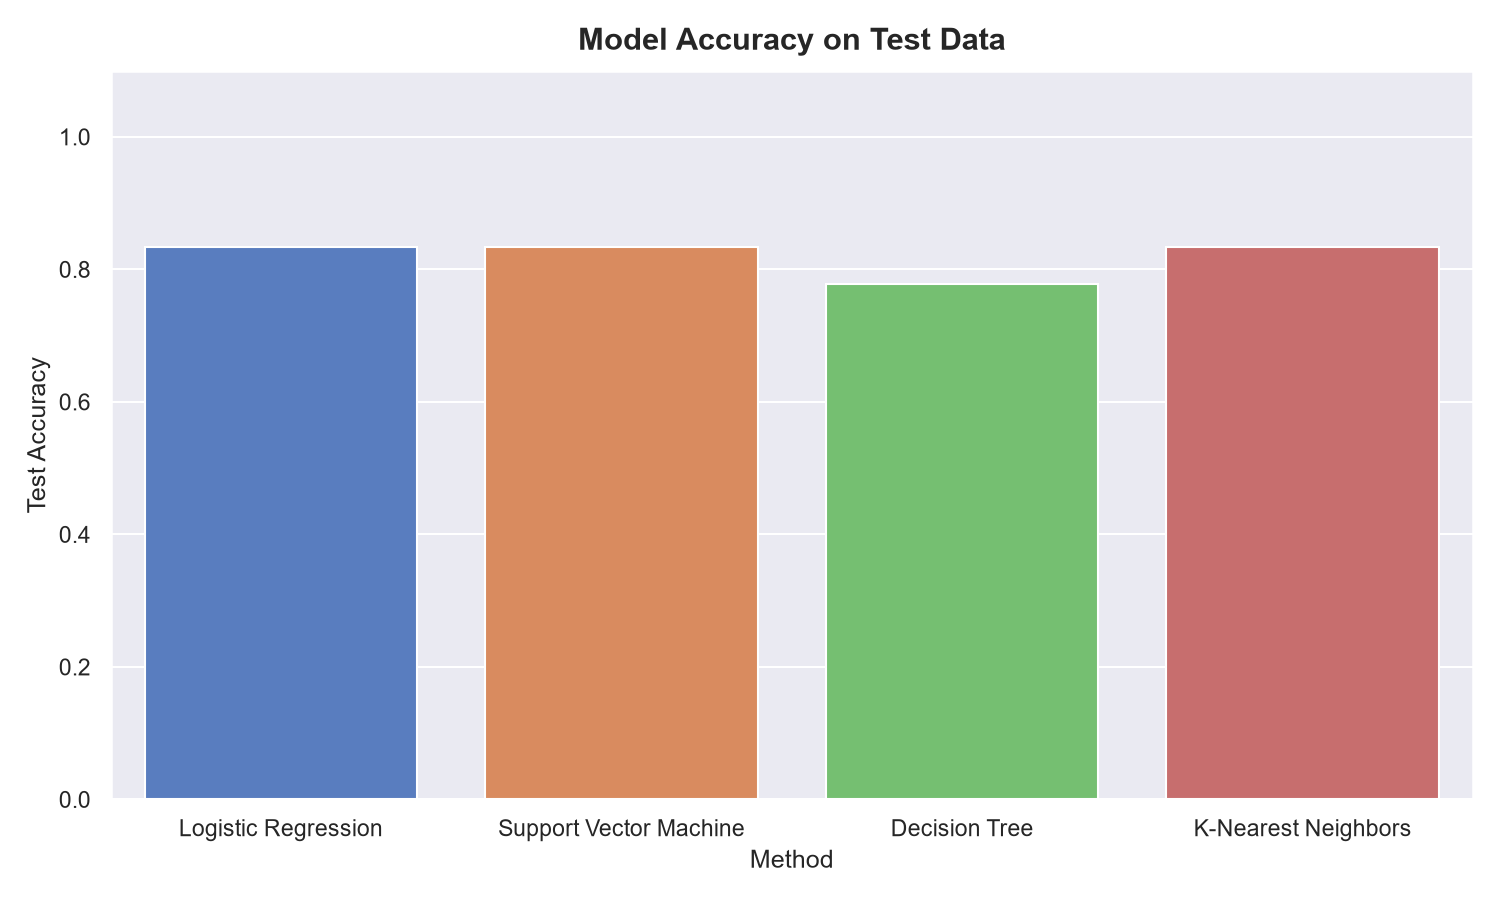 Model Accuracy on Test Data
1.0
0.8
0.6
0.4
0.2
0.0
Test Accuracy
Logistic Regression
Support Vector Machine
Decision Tree
K-Nearest Neighbors
Method